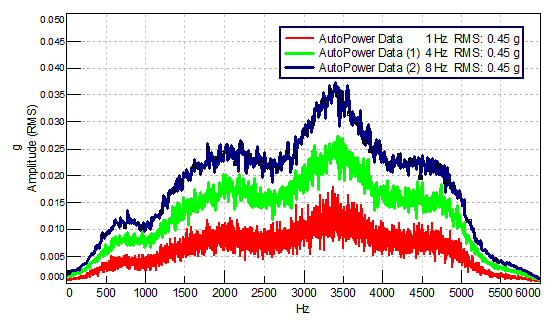 0.050
0.045
0.040
0.035
0.030
0.025
0.020
0.015
0.010
0.005
0.000
g
Amplitude (RMS)
AutoPower Data 1 Hz RMS: 0.45 g
AutoPower Data (1) 4 Hz RMS: 0.45 g
AutoPower Data (2) 8 Hz RMS: 0.45 g
0 500 1000 1500 2000 2500 3000 3500 4000 4500 5000 5500 6000
Hz